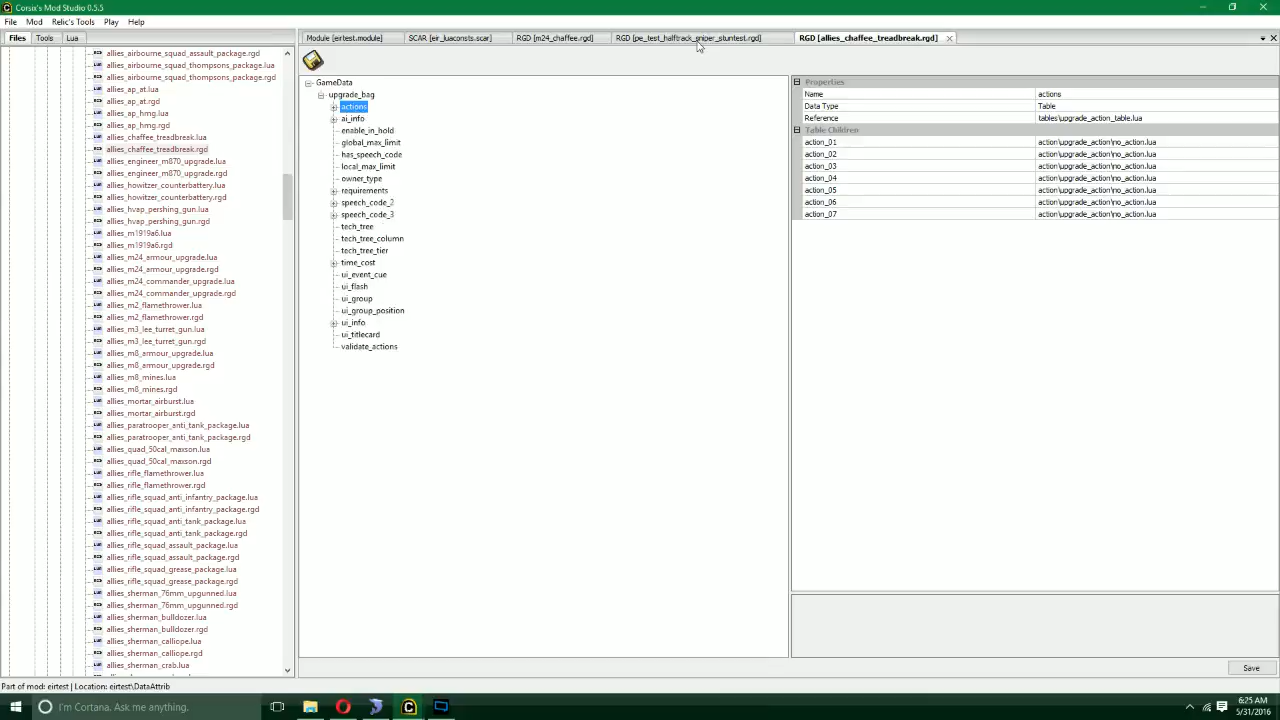 Corsix's Mod Studio 0.5.5
File Mod Relic's Tools Play Help
Files Tools Lua
Module [eirtest.module] SCAR [eir_luaconsts.scar] RGD [m24_chaffee.rgd] RGD [pe_test_halftrack_sniper_stuntest.rgd] RGD [allies_chaffee_treadbreak.rgd]
allies_airbourne_squad_assault_package.rgd
allies_airbourne_squad_thompsons_package.lua
allies_airbourne_squad_thompsons_package.rgd
allies_ap_at.lua
allies_ap_at.rgd
allies_ap_hmg.lua
allies_ap_hmg.rgd
allies_chaffee_treadbreak.lua
allies_chaffee_treadbreak.rgd
allies_engineer_m870_upgrade.lua
allies_engineer_m870_upgrade.rgd
allies_howitzer_counterbattery.lua
allies_howitzer_counterbattery.rgd
allies_hvap_pershing_gun.lua
allies_hvap_pershing_gun.rgd
allies_m1919a6.lua
allies_m1919a6.rgd
allies_m24_armour_upgrade.lua
allies_m24_armour_upgrade.rgd
allies_m24_commander_upgrade.lua
allies_m24_commander_upgrade.rgd
allies_m2_flamethrower.lua
allies_m2_flamethrower.rgd
allies_m3_lee_turret_gun.lua
allies_m3_lee_turret_gun.rgd
allies_m8_armour_upgrade.lua
allies_m8_armour_upgrade.rgd
allies_m8_mines.lua
allies_m8_mines.rgd
allies_mortar_airburst.lua
allies_mortar_airburst.rgd
allies_paratrooper_anti_tank_package.lua
allies_paratrooper_anti_tank_package.rgd
allies_quad_50cal_maxson.lua
allies_quad_50cal_maxson.rgd
allies_rifle_flamethrower.lua
allies_rifle_flamethrower.rgd
allies_rifle_squad_anti_infantry_package.lua
allies_rifle_squad_anti_infantry_package.rgd
allies_rifle_squad_anti_tank_package.lua
allies_rifle_squad_anti_tank_package.rgd
allies_rifle_squad_assault_package.lua
allies_rifle_squad_assault_package.rgd
allies_rifle_squad_grease_package.lua
allies_rifle_squad_grease_package.rgd
allies_sherman_76mm_upgunned.lua
allies_sherman_76mm_upgunned.rgd
allies_sherman_bulldozer.lua
allies_sherman_bulldozer.rgd
allies_sherman_calliope.lua
allies_sherman_calliope.rgd
allies_sherman_crab.lua
GameData
upgrade_bag
actions
ai_info
enable_in_hold
global_max_limit
has_speech_code
local_max_limit
owner_type
requirements
speech_code_2
speech_code_3
tech_tree
tech_tree_column
tech_tree_tier
time_cost
ui_event_cue
ui_flash
ui_group
ui_group_position
ui_info
ui_titlecard
validate_actions
Properties
Name actions
Data Type Table
Reference tables\upgrade_action_table.lua
Table Children
action_01 action\upgrade_action\no_action.lua
action_02 action\upgrade_action\no_action.lua
action_03 action\upgrade_action\no_action.lua
action_04 action\upgrade_action\no_action.lua
action_05 action\upgrade_action\no_action.lua
action_06 action\upgrade_action\no_action.lua
action_07 action\upgrade_action\no_action.lua
Save
Part of mod: eirtest | Location: eirtest\DataAttrib
I'm Cortana. Ask me anything.
6:25 AM
5/31/2016